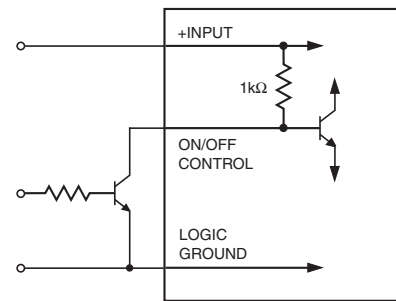 +INPUT
1kΩ
ON/OFF
CONTROL
LOGIC
GROUND